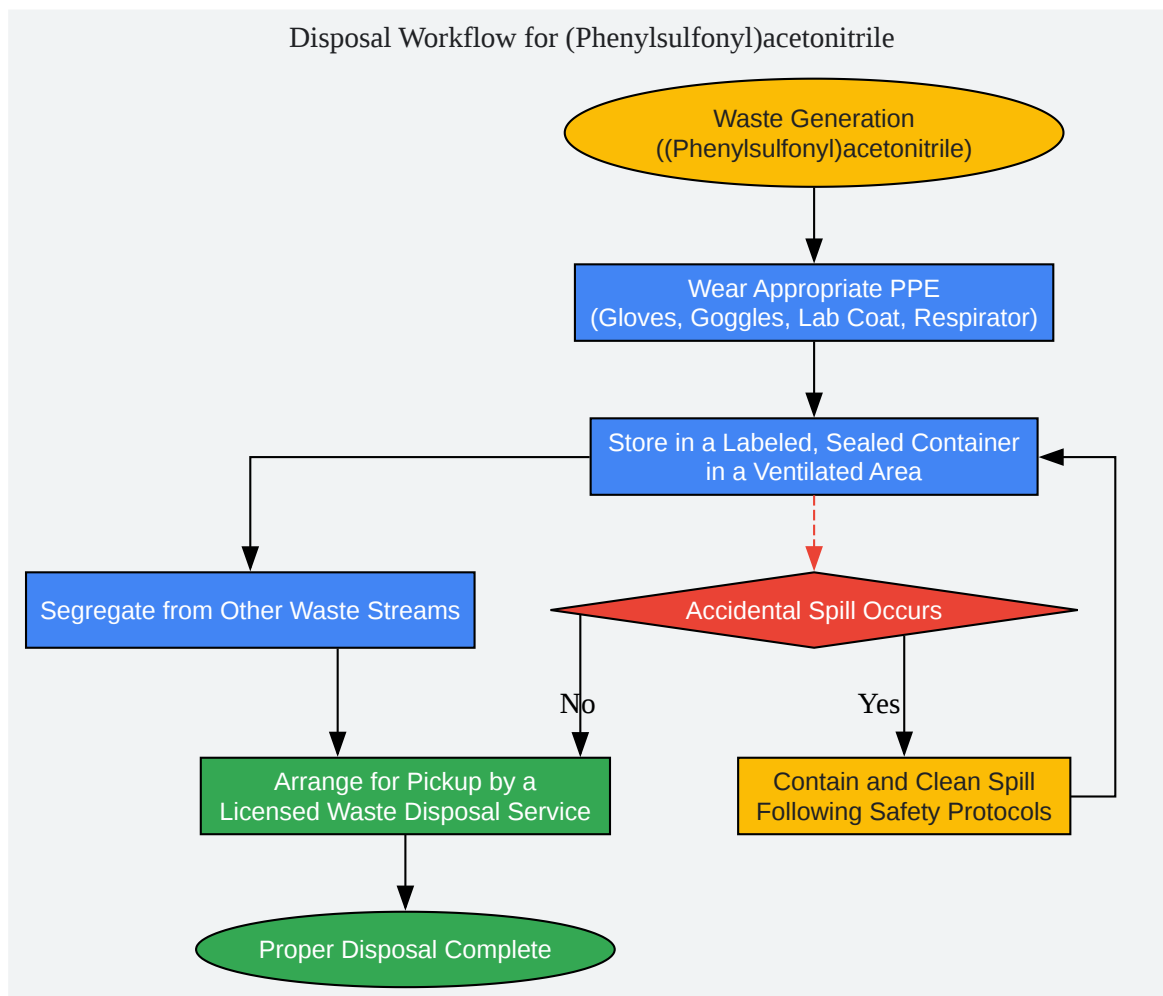 Disposal Workflow for (Phenylsulfonyl)acetonitrile
Waste Generation
((Phenylsulfonyl)acetonitrile)
Wear Appropriate PPE
(Gloves, Goggles, Lab Coat, Respirator)
Store in a Labeled, Sealed Container
in a Ventilated Area
Segregate from Other Waste Streams
Accidental Spill Occurs
No
Yes
Arrange for Pickup by a
Licensed Waste Disposal Service
Contain and Clean Spill
Following Safety Protocols
Proper Disposal Complete